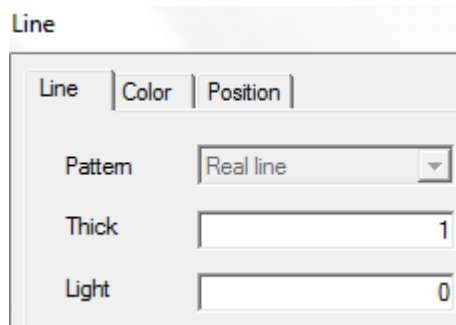 Line
Line Color Position
Pattern Real line
Thick 1
Light 0